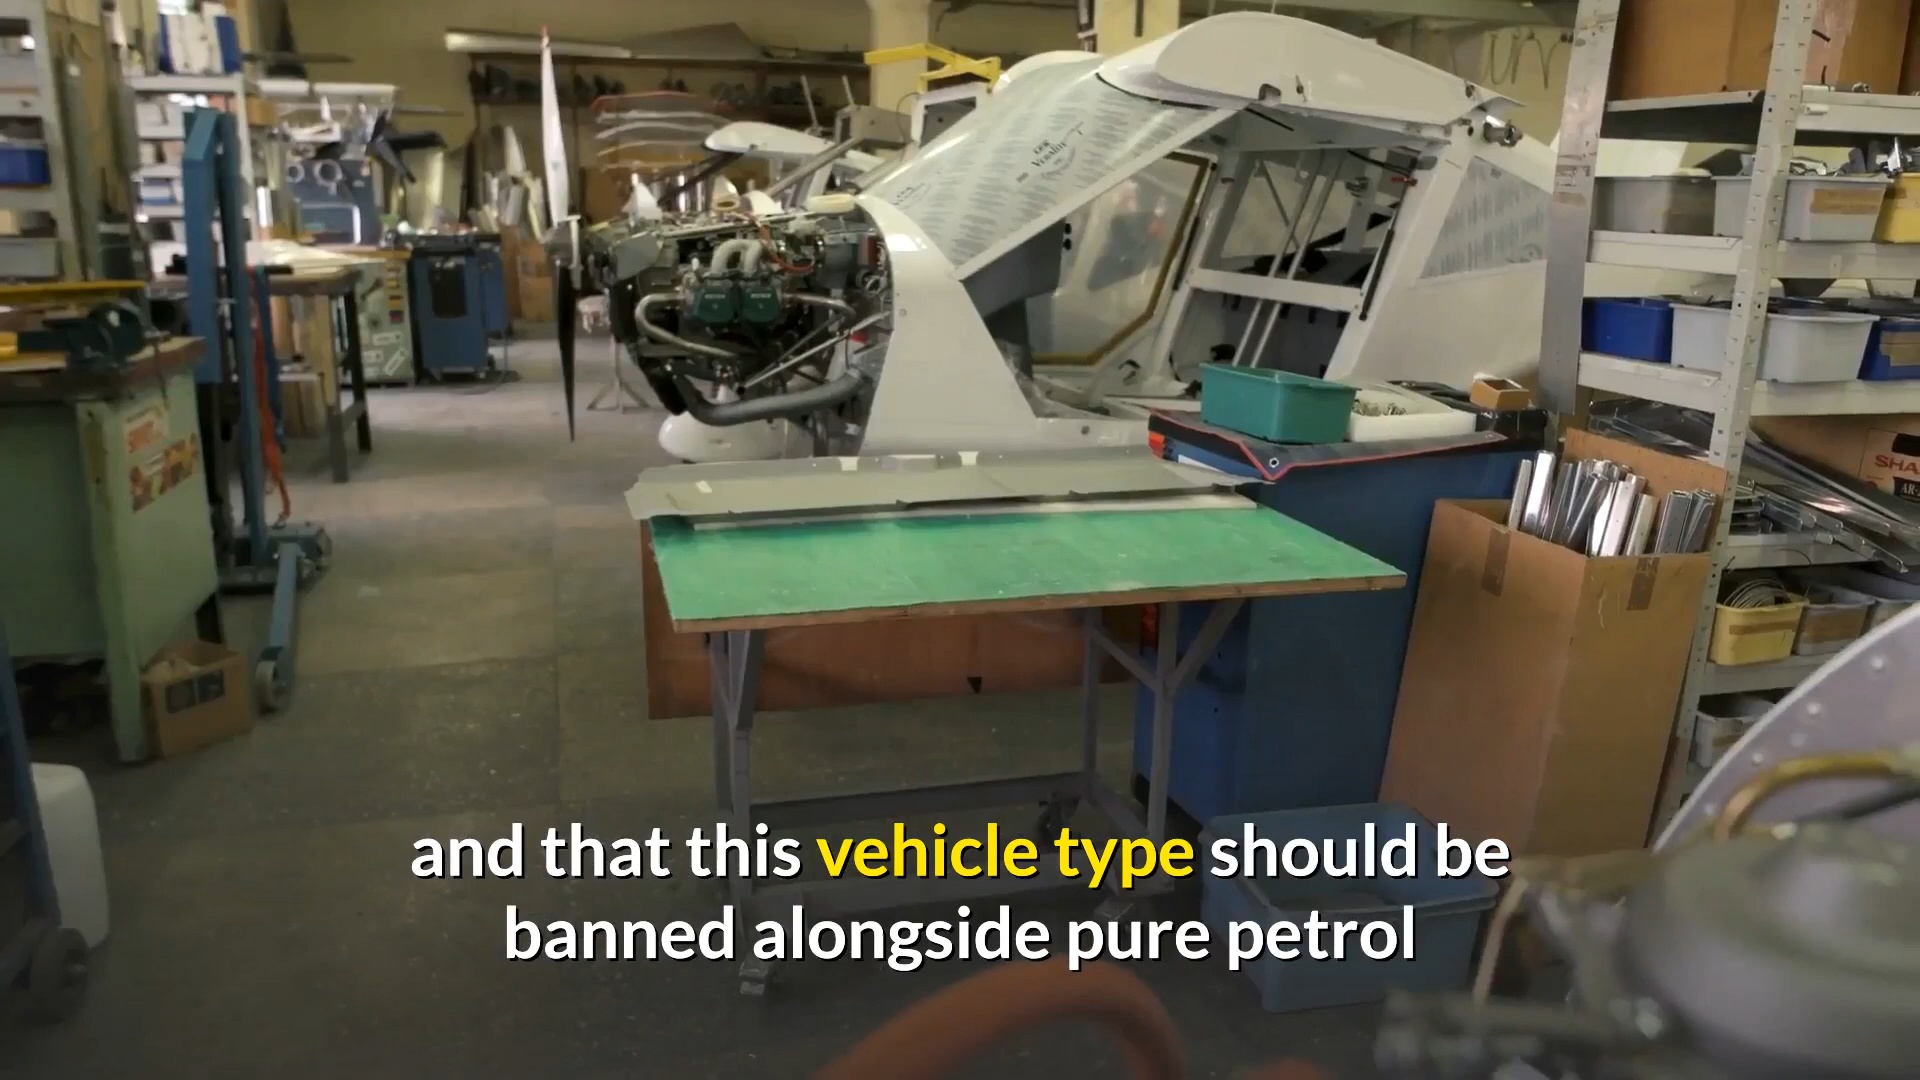 and that this vehicle type should be
banned alongside pure petrol